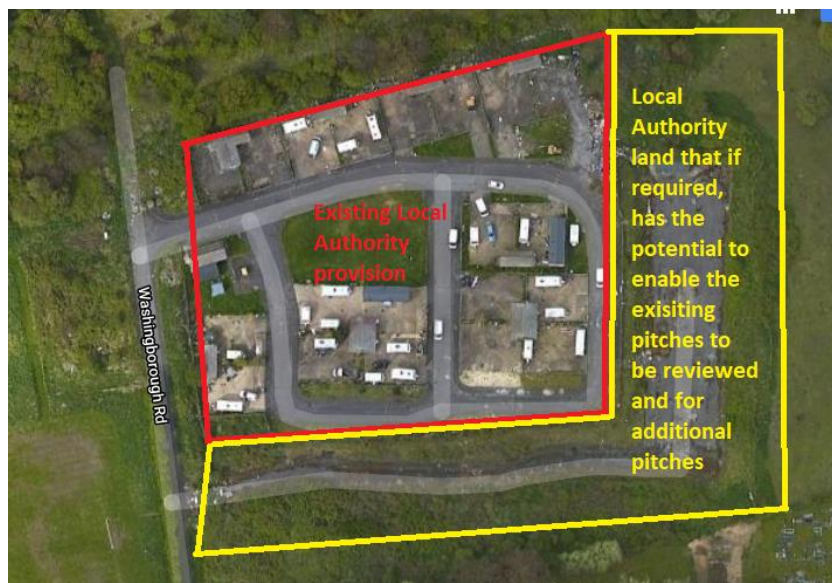 Local
Authority
land that if
required,
has the
potential to
enable the
exisiting
pitches to
be reviewed
and for
additional
pitches
Existing Local
Authority
provision
Washingborough Rd